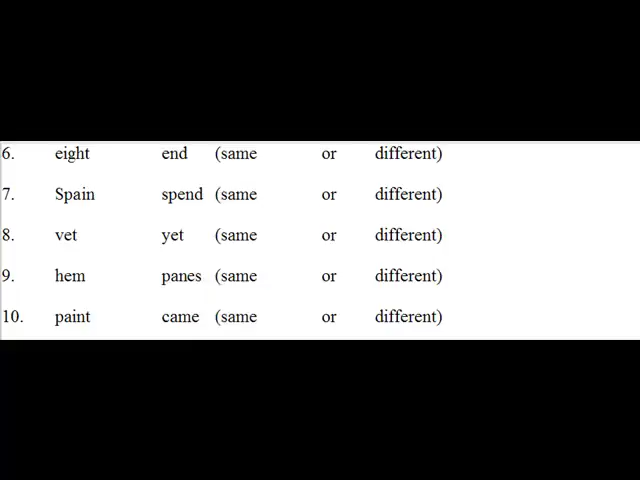 6. eight end (same or different)
7. Spain spend (same or different)
8. vet yet (same or different)
9. hem panes (same or different)
10. paint came (same or different)